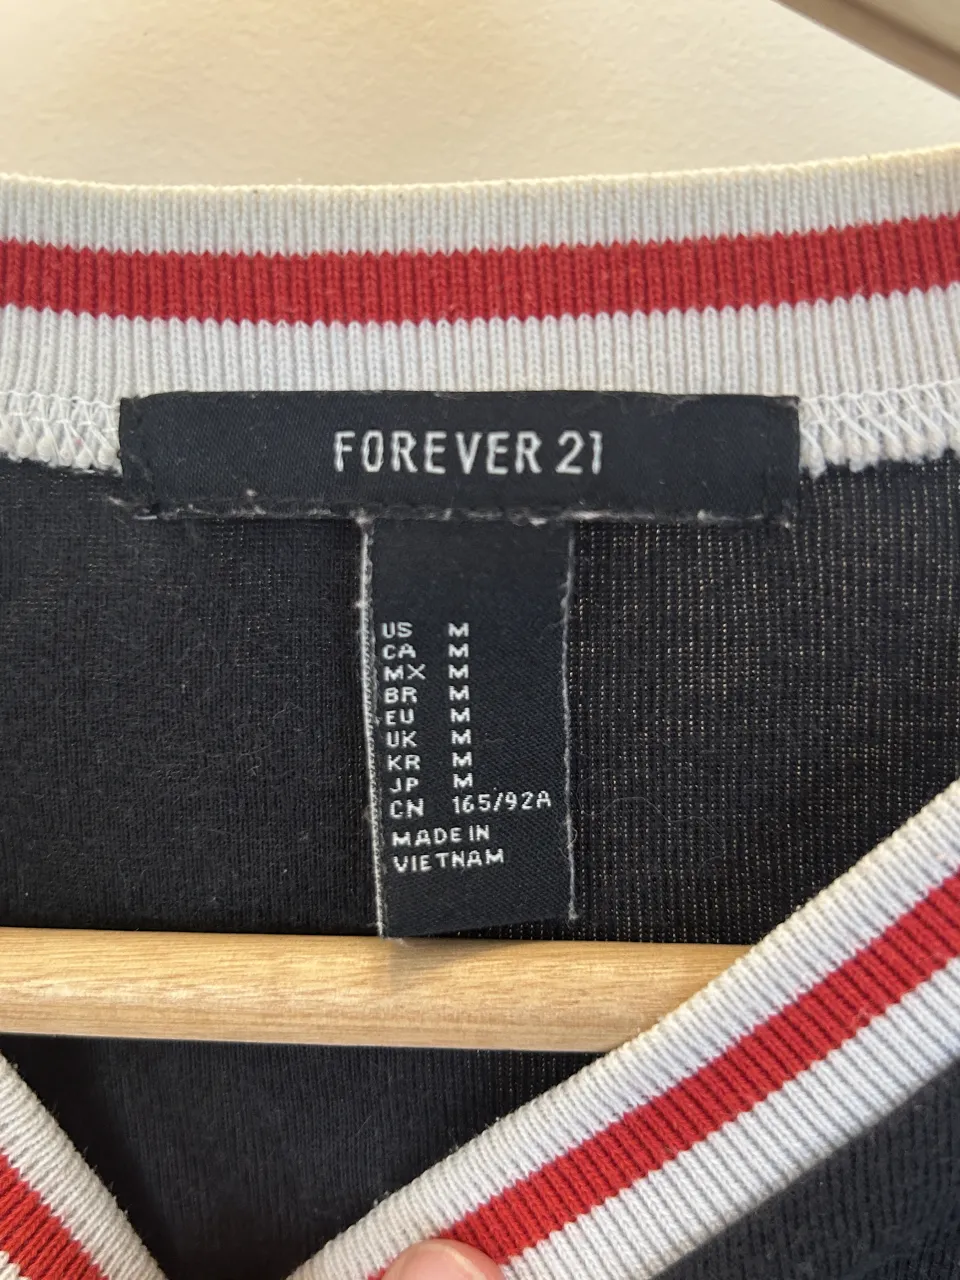 FOREVER 21
US M
CA M
MX M
BR M
EU M
UK M
KR M
JP M
CN 165/92A
MADE IN
VIETNAM